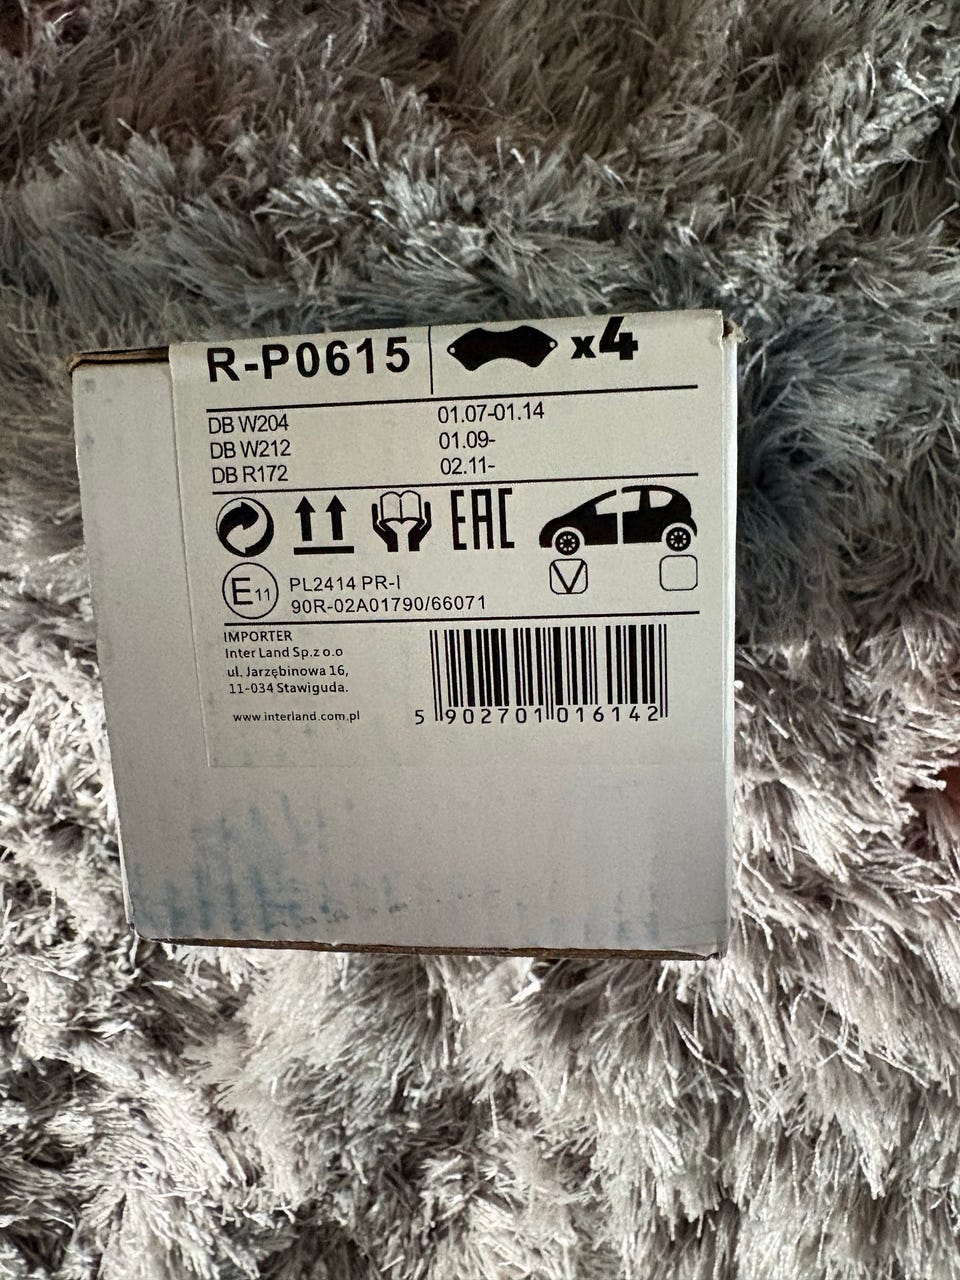 R-P0615 x4
DB W204 01.07-01.14
DB W212 01.09-
DB R172 02.11-
EAC
E11 PL2414 PR-I
90R-02A01790/66071
IMPORTER
Inter Land Sp.z o.o
ul. Jarzębinowa 16,
11-034 Stawiguda.
www.interland.com.pl
5 902701 016142